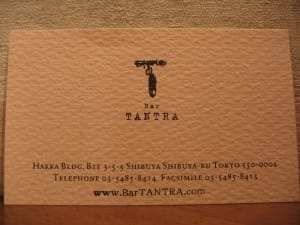 Bar
TANTRA
HAKKA BLDG. B1F 3-5-5 SHIBUYA SHIBUYA-KU TOKYO 150-0002
TELEPHONE 03-5485-8414 FACSIMILE 03-5485-8413
www.BarTANTRA.com